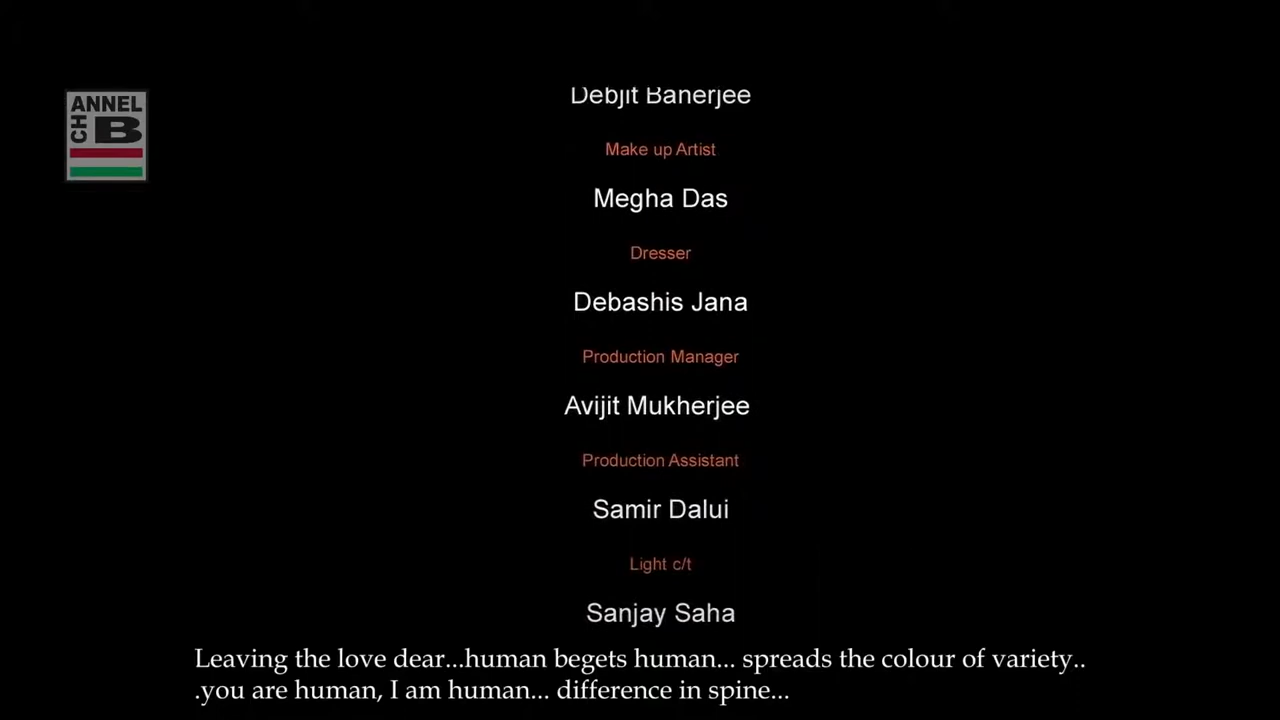 CHANNEL
B
Debjit Banerjee
Make up Artist
Megha Das
Dresser
Debashis Jana
Production Manager
Avijit Mukherjee
Production Assistant
Samir Dalui
Light c/t
Sanjay Saha
Leaving the love dear...human begets human... spreads the colour of variety..
.you are human, I am human... difference in spine...